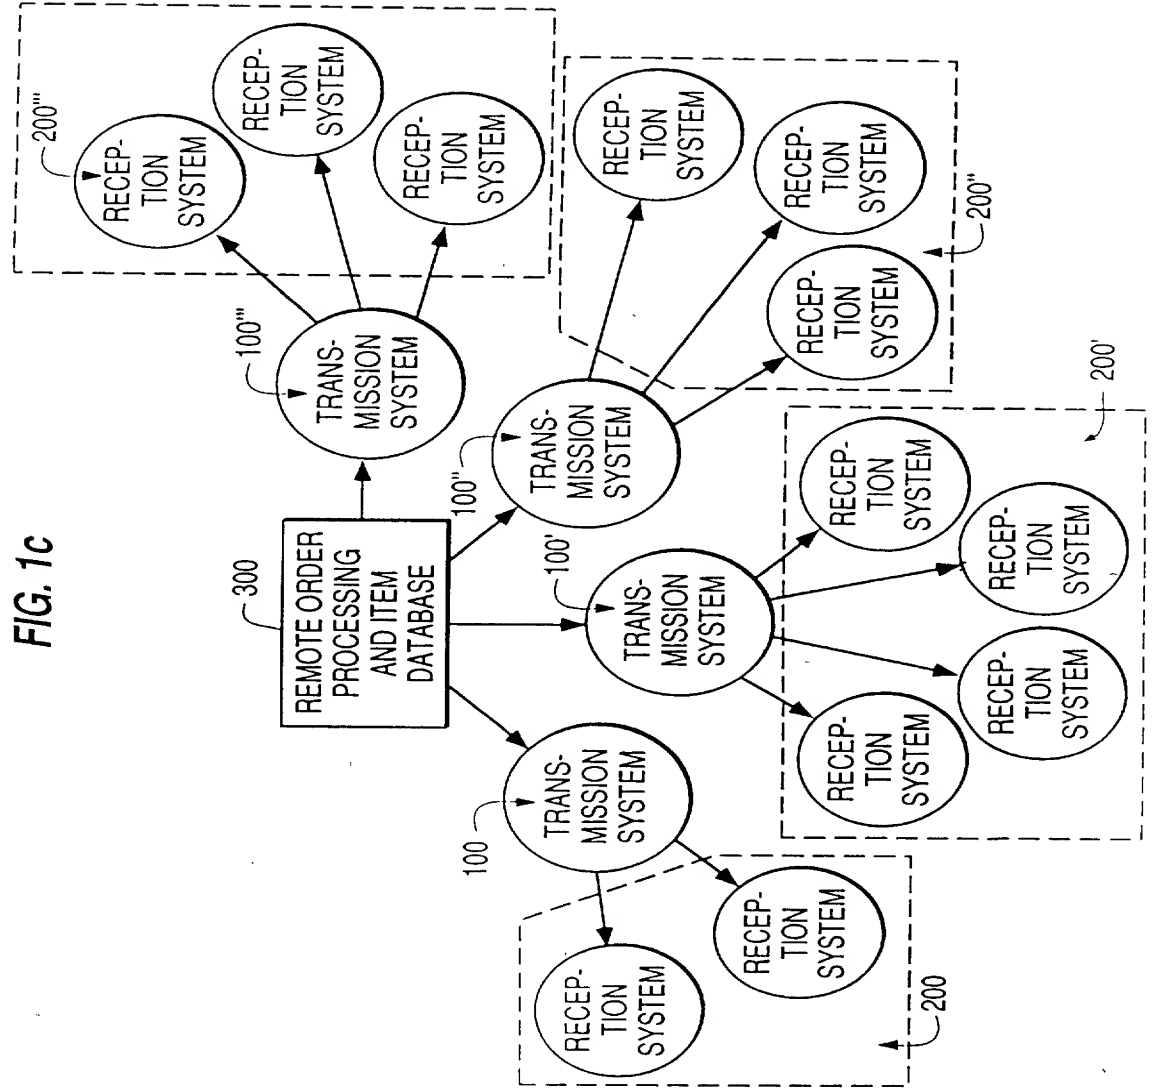 FIG. 1c
300
REMOTE ORDER
PROCESSING
AND ITEM
DATABASE
100
TRANS-
MISSION
SYSTEM
RECEP-
TION
SYSTEM
RECEP-
TION
SYSTEM
200
100'
TRANS-
MISSION
SYSTEM
RECEP-
TION
SYSTEM
RECEP-
TION
SYSTEM
RECEP-
TION
SYSTEM
RECEP-
TION
SYSTEM
200'
100"
TRANS-
MISSION
SYSTEM
RECEP-
TION
SYSTEM
RECEP-
TION
SYSTEM
RECEP-
TION
SYSTEM
200"
100'''
TRANS-
MISSION
SYSTEM
200'''
RECEP-
TION
SYSTEM
RECEP-
TION
SYSTEM
RECEP-
TION
SYSTEM